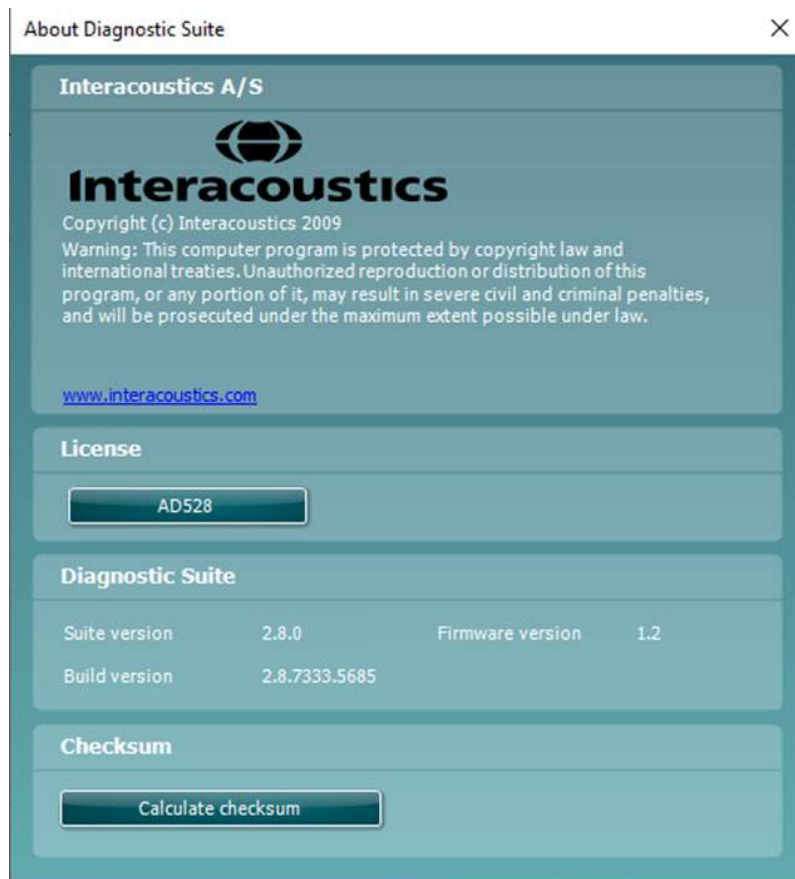 About Diagnostic Suite
Interacoustics A/S
Interacoustics
Copyright (c) Interacoustics 2009
Warning: This computer program is protected by copyright law and
international treaties. Unauthorized reproduction or distribution of this
program, or any portion of it, may result in severe civil and criminal penalties,
and will be prosecuted under the maximum extent possible under law.
www.interacoustics.com
License
AD528
Diagnostic Suite
Suite version 2.8.0 Firmware version 1.2
Build version 2.8.7333.5685
Checksum
Calculate checksum